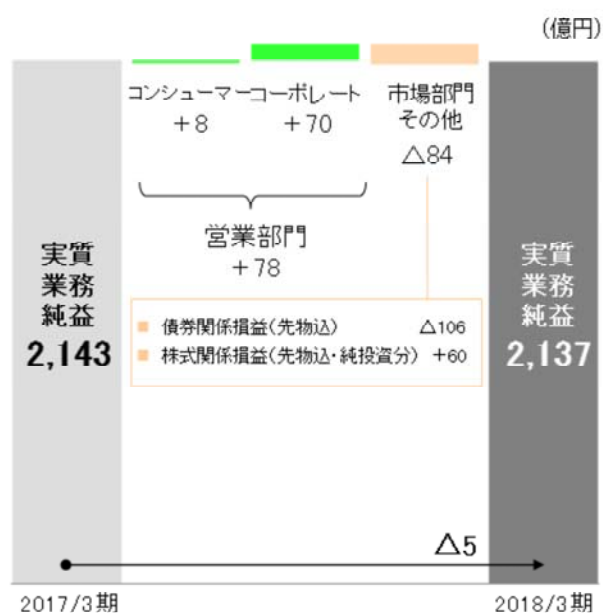 (億円)
コンシューマー
+8
コーポレート
+70
市場部門
その他
△84
営業部門
+78
実質
業務
純益
2,143
■ 債券関係損益(先物込) △106
■ 株式関係損益(先物込・純投資分) +60
実質
業務
純益
2,137
△5
2017/3期
2018/3期